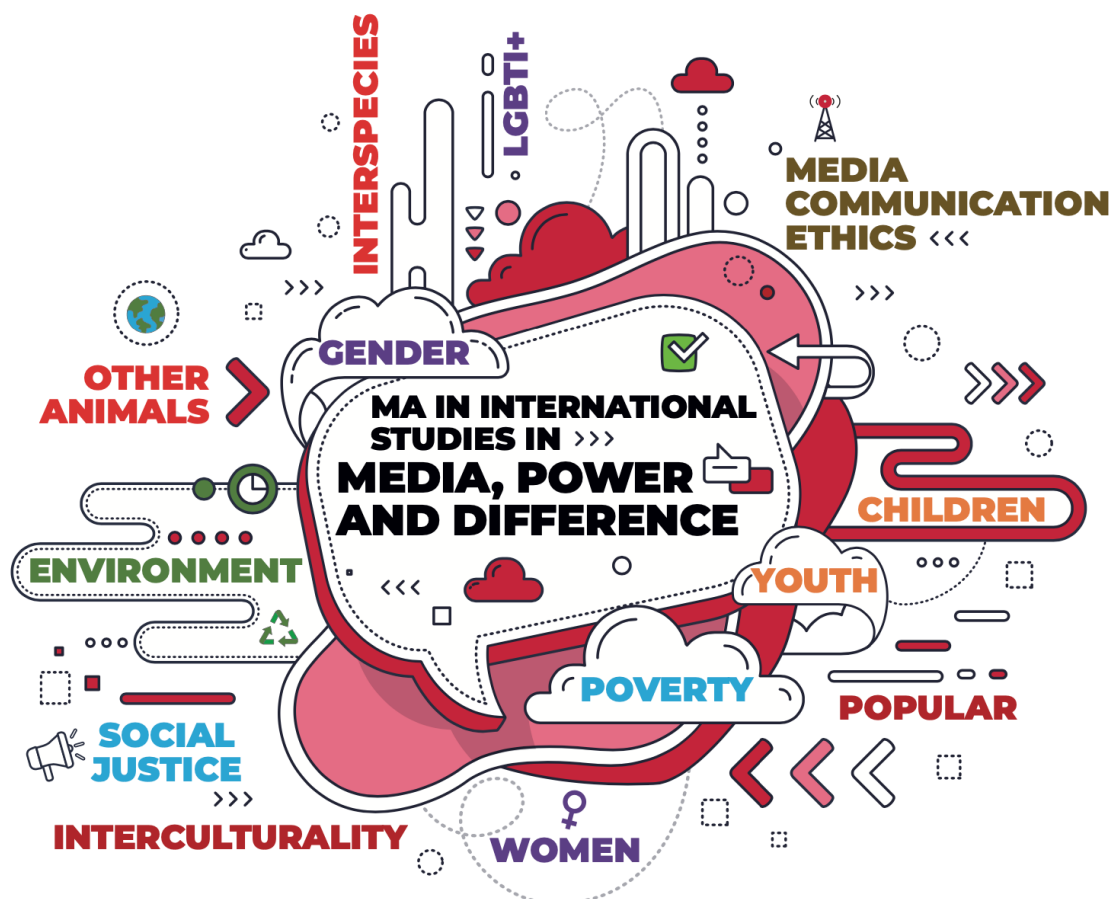 INTERSPECIES
LGBTI+
MEDIA
COMMUNICATION
ETHICS
GENDER
OTHER
ANIMALS
MA IN INTERNATIONAL
STUDIES IN
MEDIA, POWER
AND DIFFERENCE
CHILDREN
ENVIRONMENT
YOUTH
POVERTY
POPULAR
SOCIAL
JUSTICE
INTERCULTURALITY
WOMEN